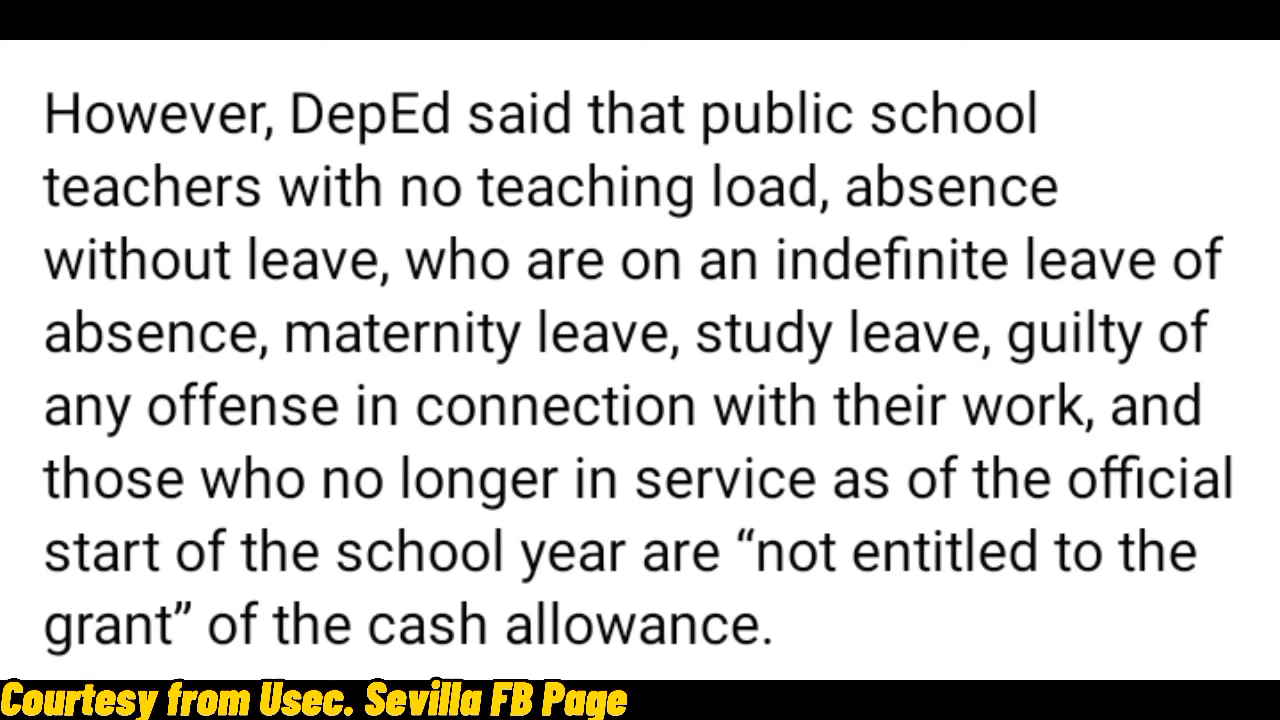 However, DepEd said that public school
teachers with no teaching load, absence
without leave, who are on an indefinite leave of
absence, maternity leave, study leave, guilty of
any offense in connection with their work, and
those who no longer in service as of the official
start of the school year are “not entitled to the
grant” of the cash allowance.
Courtesy from Usec. Sevilla FB Page